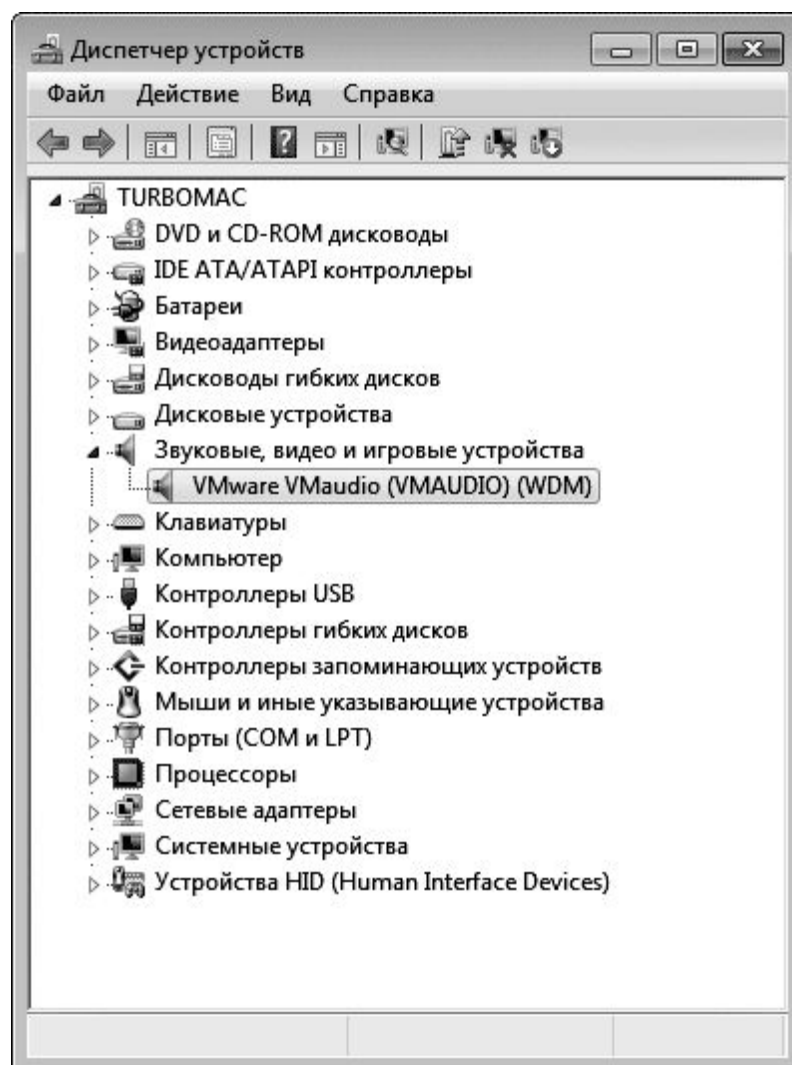 Диспетчер устройств
Файл Действие Вид Справка
TURBOMAC
DVD и CD-ROM дисководы
IDE ATA/ATAPI контроллеры
Батареи
Видеоадаптеры
Дисководы гибких дисков
Дисковые устройства
Звуковые, видео и игровые устройства
VMware VMaudio (VMAUDIO) (WDM)
Клавиатуры
Компьютер
Контроллеры USB
Контроллеры гибких дисков
Контроллеры запоминающих устройств
Мыши и иные указывающие устройства
Порты (COM и LPT)
Процессоры
Сетевые адаптеры
Системные устройства
Устройства HID (Human Interface Devices)